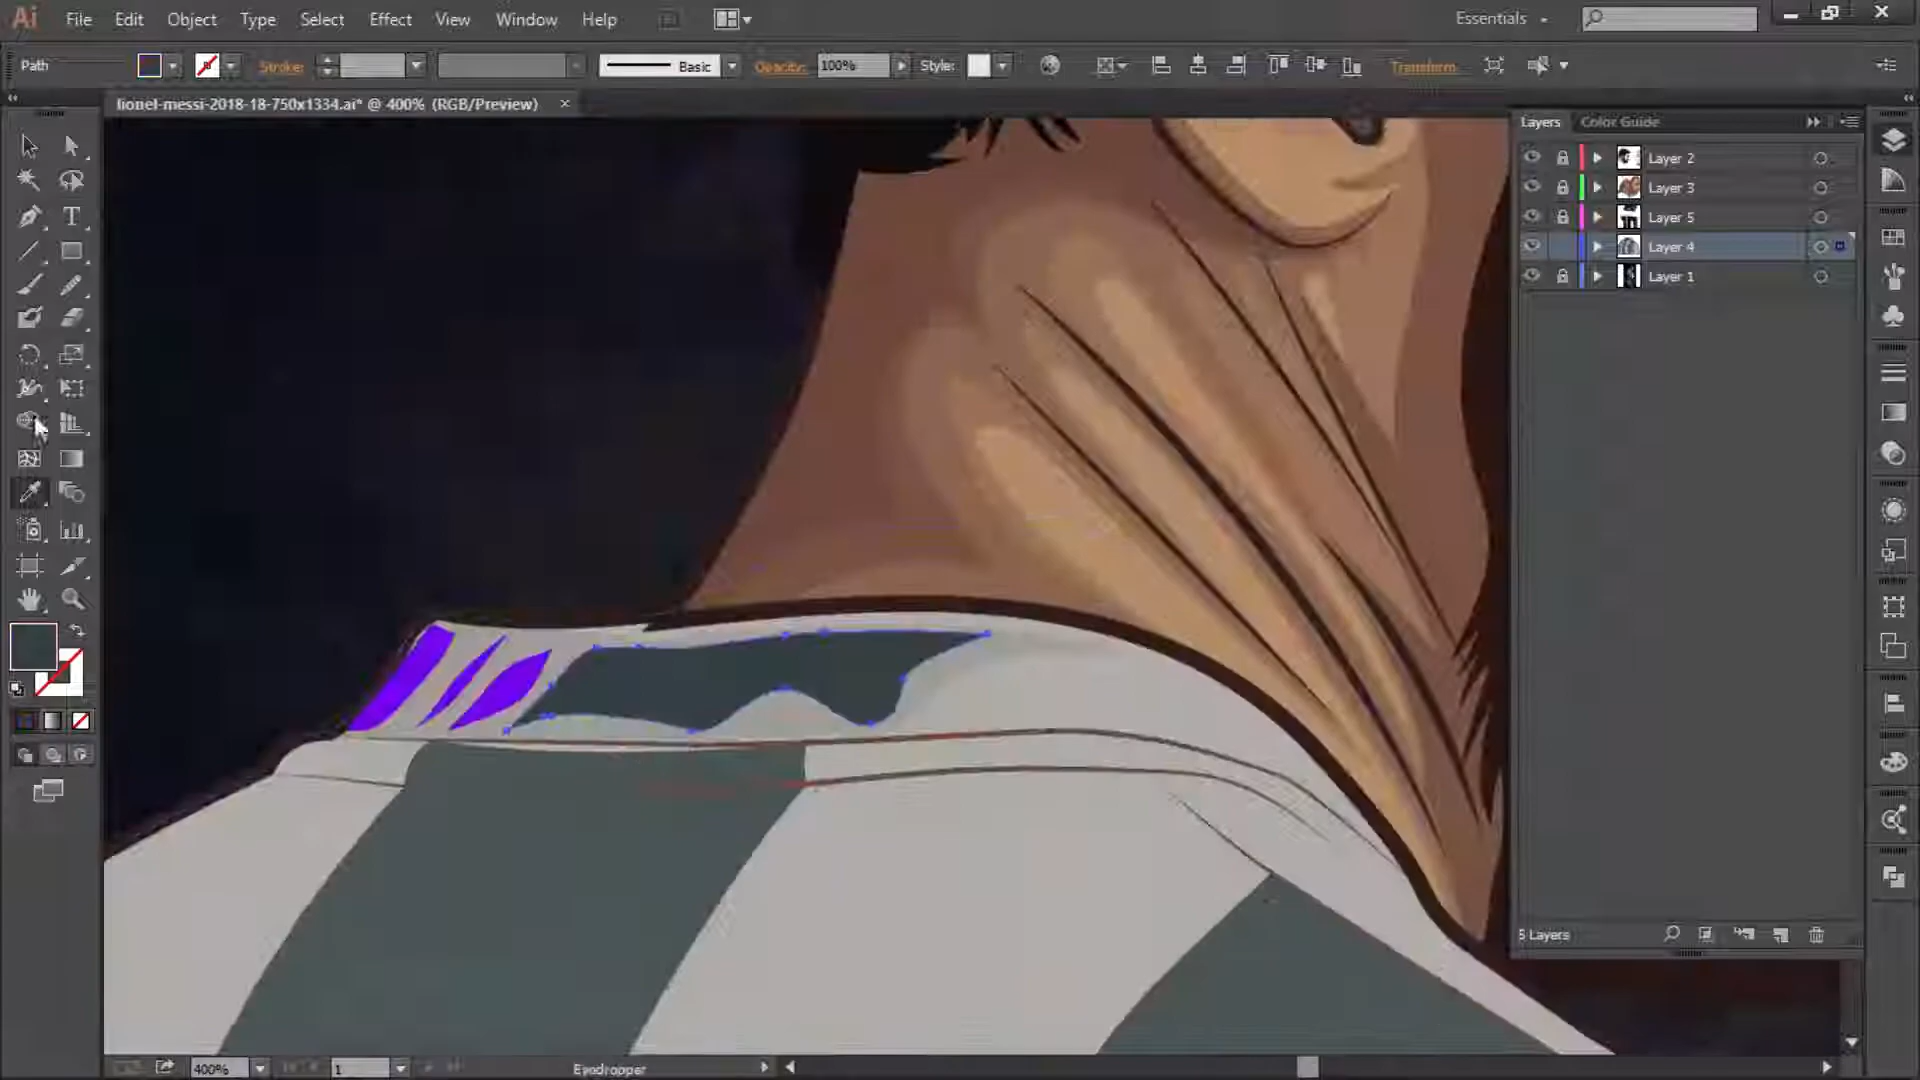 Ai File Edit Object Type Select Effect View Window Help Essentials
Path Stroke: Basic Opacity: 100% Style: Transform
lionel-messi-2018-18-750x1334.ai* @ 400% (RGB/Preview) ×
Layers Color Guide
Layer 2
Layer 3
Layer 5
Layer 4
Layer 1
5 Layers
400% 1 Eyedropper